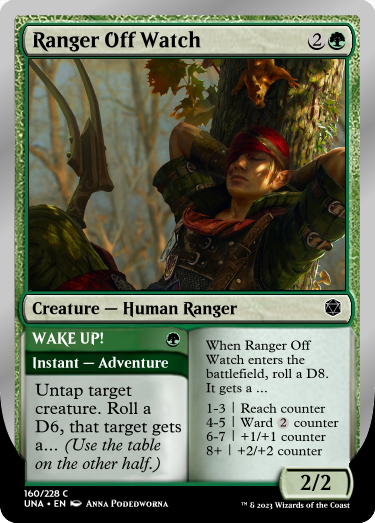 Ranger Off Watch 2
Creature — Human Ranger
WAKE UP!
Instant — Adventure
Untap target
creature. Roll a
D6, that target gets
a... (Use the table
on the other half.)
When Ranger Off
Watch enters the
battlefield, roll a D8.
It gets a ...
1-3 | Reach counter
4-5 | Ward 2 counter
6-7 | +1/+1 counter
8+ | +2/+2 counter
2/2
160/228 C
UNA • EN Anna Podedworna
™ & 2023 Wizards of the Coast